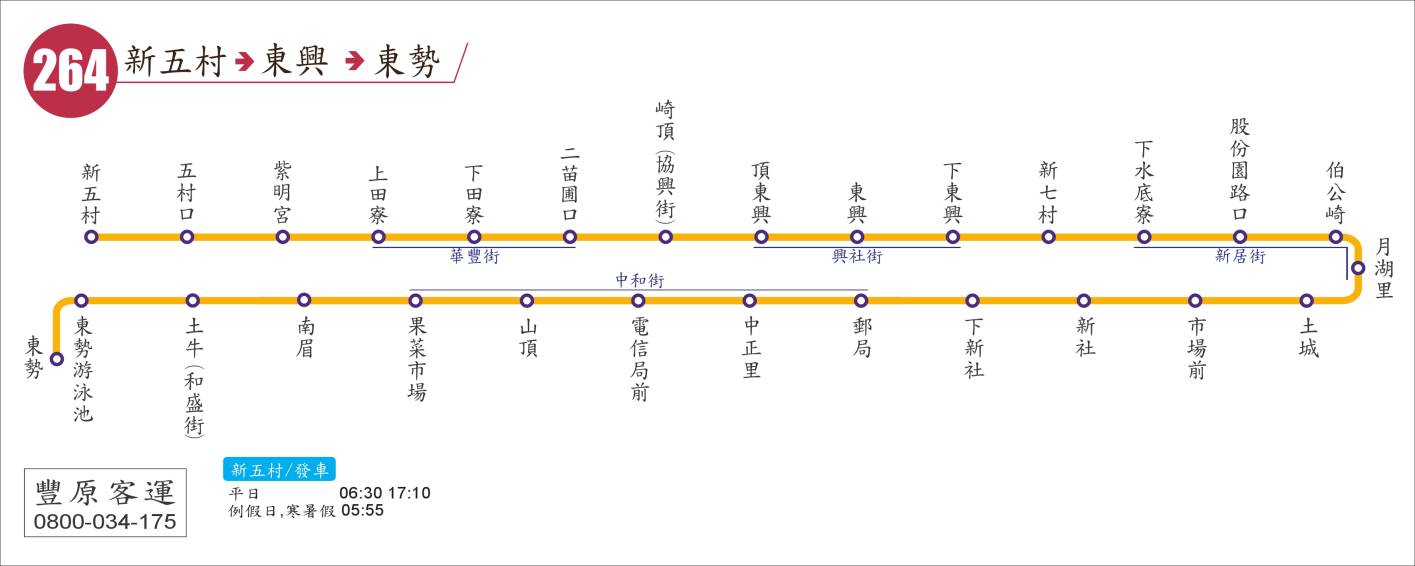 264 新五村➔東興➔東勢
新五村
五村口
紫明宮
上田寮
下田寮
二苗圃口
崎頂(協興街)
頂東興
東興
下東興
新七村
下水底寮
股份園路口
伯公崎
華豐街
興社街
新居街
月湖里
中和街
東勢
東勢游泳池
土牛(和盛街)
南眉
果菜市場
山頂
電信局前
中正里
郵局
下新社
新社
市場前
土城
豐原客運
0800-034-175
新五村/發車
平日 06:30 17:10
例假日,寒暑假 05:55